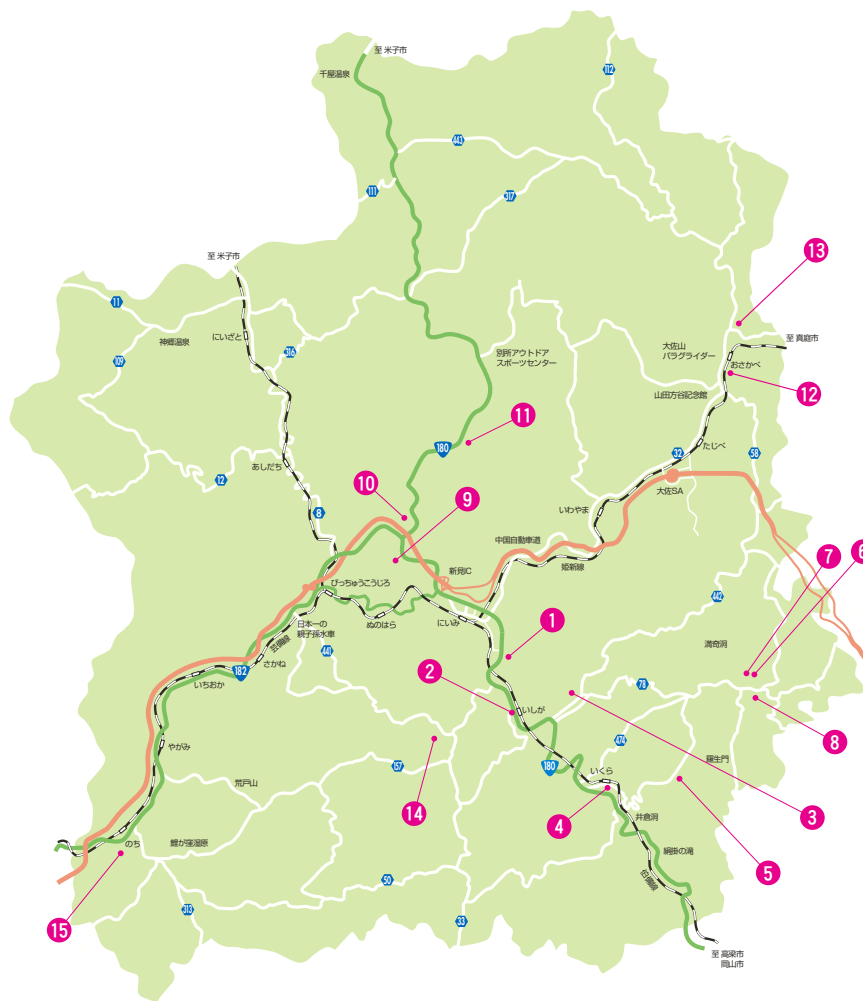 至 米子市
千屋温泉
112
443
111
317
至 米子市
13
11
にいざと
神郷温泉
316
109
大佐山
パラグライダー
至 真庭市
別所アウトドア
スポーツセンター
おさかべ
12
山田方谷記念館
11
180
たじべ
32
58
あしだち
12
大佐SA
10
9
8
いわやま
中国自動車道
新見IC
姫新線
7
6
びっちゅうこうじろ
442
日本一の
親子孫水車
ぬのはら
にいみ
1
満奇洞
芸備線
441
さかね
182
いちおか
2
78
いしが
8
474
羅生門
やがみ
14
157
180
いくら
3
荒戸山
4
井倉洞
のち
鯉が窪湿原
絹掛の滝
5
50
伯備線
15
313
33
至 高梁市
岡山市